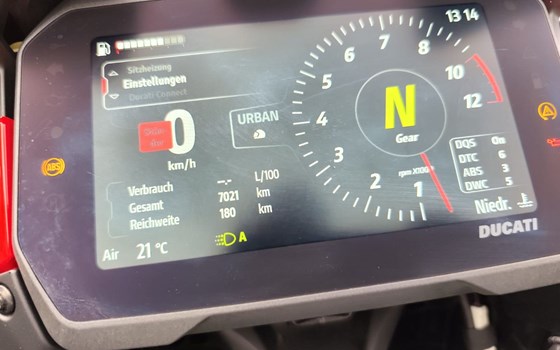 13 14
Sitzheizung
Einstellungen
Ducati Connect
0
km/h
URBAN
Verbrauch --.- L/100
Gesamt 7021 km
Reichweite 180 km
Air 21 °C
A
1
2
3
4
5
6
7
8
10
12
N
Gear
rpm X1000
DQS On
DTC 6
ABS 3
DWC 5
Niedr.
DUCATI
ABS